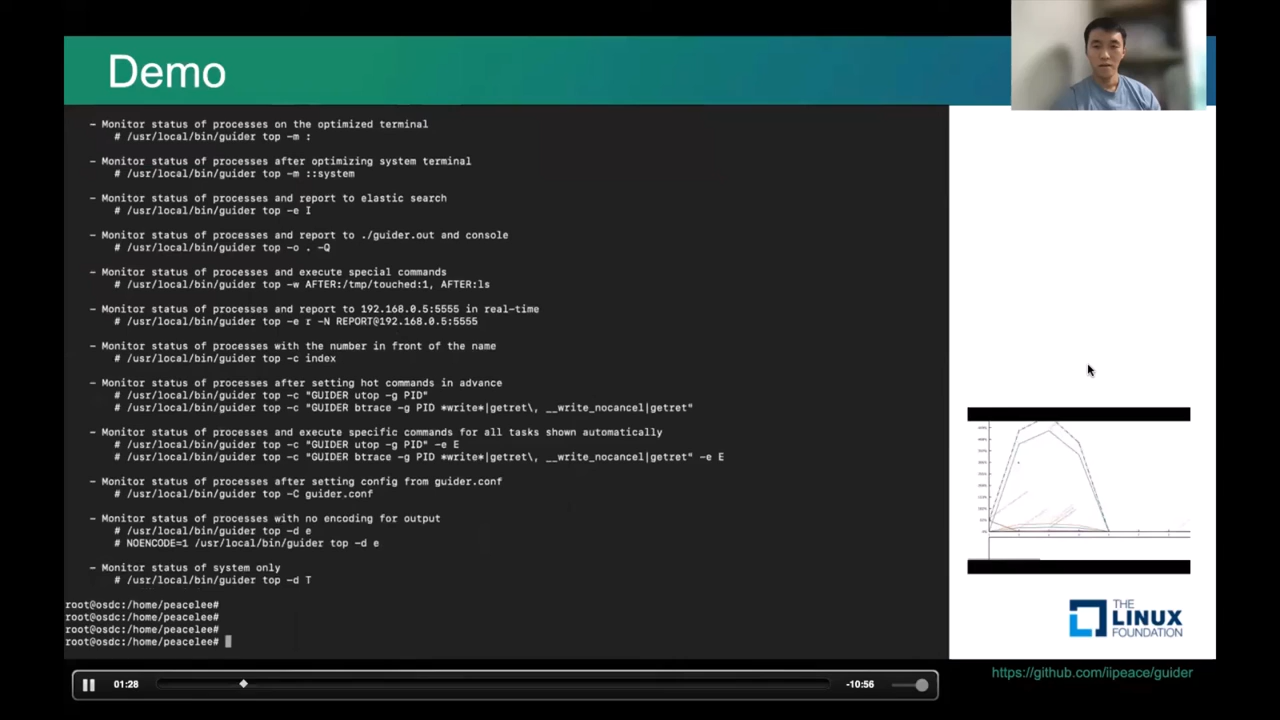 Demo
– Monitor status of processes on the optimized terminal
# /usr/local/bin/guider top -m :
– Monitor status of processes after optimizing system terminal
# /usr/local/bin/guider top -m ::system
– Monitor status of processes and report to elastic search
# /usr/local/bin/guider top -e I
– Monitor status of processes and report to ./guider.out and console
# /usr/local/bin/guider top -o . -Q
– Monitor status of processes and execute special commands
# /usr/local/bin/guider top -w AFTER:/tmp/touched:1, AFTER:ls
– Monitor status of processes and report to 192.168.0.5:5555 in real-time
# /usr/local/bin/guider top -e r -N REPORT@192.168.0.5:5555
– Monitor status of processes with the number in front of the name
# /usr/local/bin/guider top -c index
– Monitor status of processes after setting hot commands in advance
# /usr/local/bin/guider top -c "GUIDER utop -g PID"
# /usr/local/bin/guider top -c "GUIDER btrace -g PID *write*|getret\, __write_nocancel|getret"
– Monitor status of processes and execute specific commands for all tasks shown automatically
# /usr/local/bin/guider top -c "GUIDER utop -g PID" -e E
# /usr/local/bin/guider top -c "GUIDER btrace -g PID *write*|getret\, __write_nocancel|getret" -e E
– Monitor status of processes after setting config from guider.conf
# /usr/local/bin/guider top -C guider.conf
– Monitor status of processes with no encoding for output
# /usr/local/bin/guider top -d e
# NOENCODE=1 /usr/local/bin/guider top -d e
– Monitor status of system only
# /usr/local/bin/guider top -d T
root@osdc:/home/peacelee#
root@osdc:/home/peacelee#
root@osdc:/home/peacelee#
root@osdc:/home/peacelee#
THE
LINUX
FOUNDATION
01:28
-10:56
https://github.com/iipeace/guider